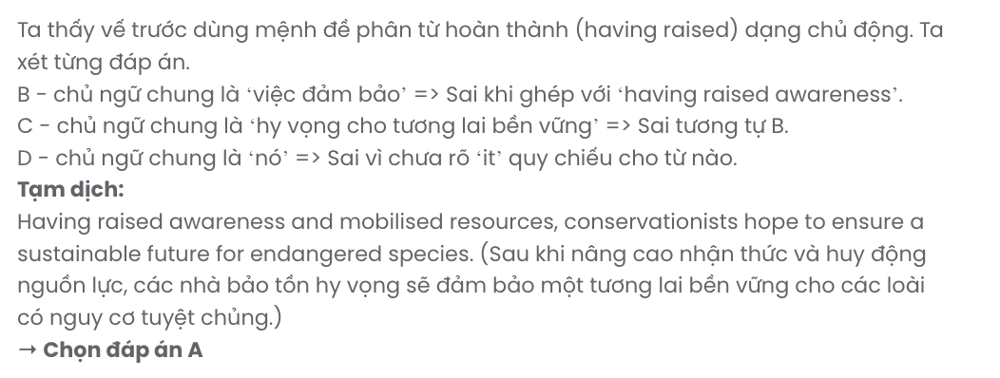 Ta thấy vế trước dùng mệnh đề phân từ hoàn thành (having raised) dạng chủ động. Ta
xét từng đáp án.
B - chủ ngữ chung là ‘việc đảm bảo’ => Sai khi ghép với ‘having raised awareness’.
C - chủ ngữ chung là ‘hy vọng cho tương lai bền vững’ => Sai tương tự B.
D - chủ ngữ chung là ‘nó’ => Sai vì chưa rõ ‘it’ quy chiếu cho từ nào.
Tạm dịch:
Having raised awareness and mobilised resources, conservationists hope to ensure a
sustainable future for endangered species. (Sau khi nâng cao nhận thức và huy động
nguồn lực, các nhà bảo tồn hy vọng sẽ đảm bảo một tương lai bền vững cho các loài
có nguy cơ tuyệt chủng.)
→ Chọn đáp án A